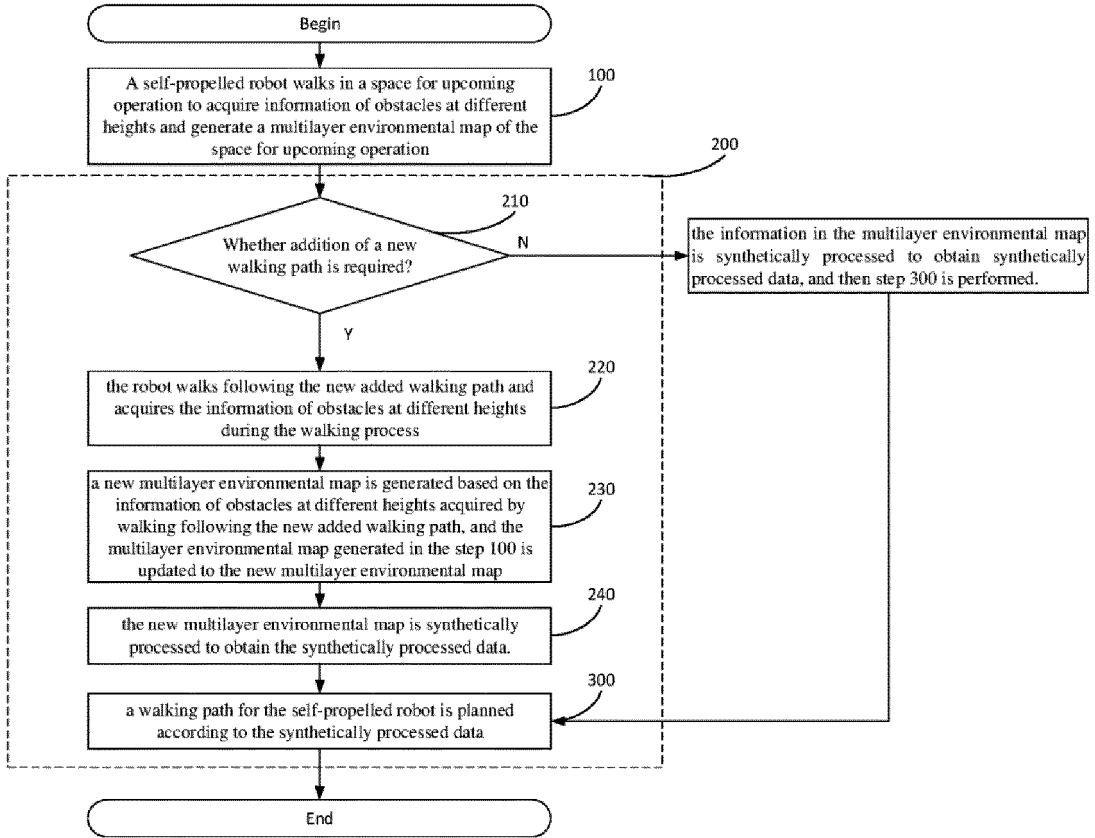 Begin
A self-propelled robot walks in a space for upcoming
operation to acquire information of obstacles at different
heights and generate a multilayer environmental map of the
space for upcoming operation
100
200
210
Whether addition of a new
walking path is required?
N
the information in the multilayer environmental map
is synthetically processed to obtain synthetically
processed data, and then step 300 is performed.
Y
220
the robot walks following the new added walking path and
acquires the information of obstacles at different heights
during the walking process
a new multilayer environmental map is generated based on the
information of obstacles at different heights acquired by
walking following the new added walking path, and the
multilayer environmental map generated in the step 100 is
updated to the new multilayer environmental map
230
240
the new multilayer environmental map is synthetically
processed to obtain the synthetically processed data.
300
a walking path for the self-propelled robot is planned
according to the synthetically processed data
End